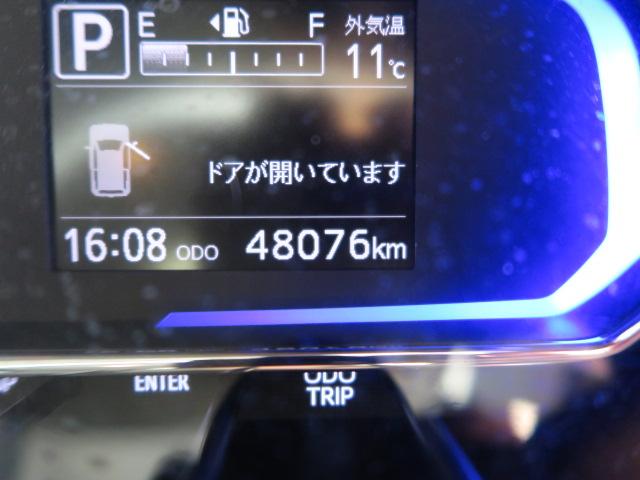 P E F 外気温
11℃
ドアが開いています
16:08 ODO 48076km
ENTER ODO
TRIP